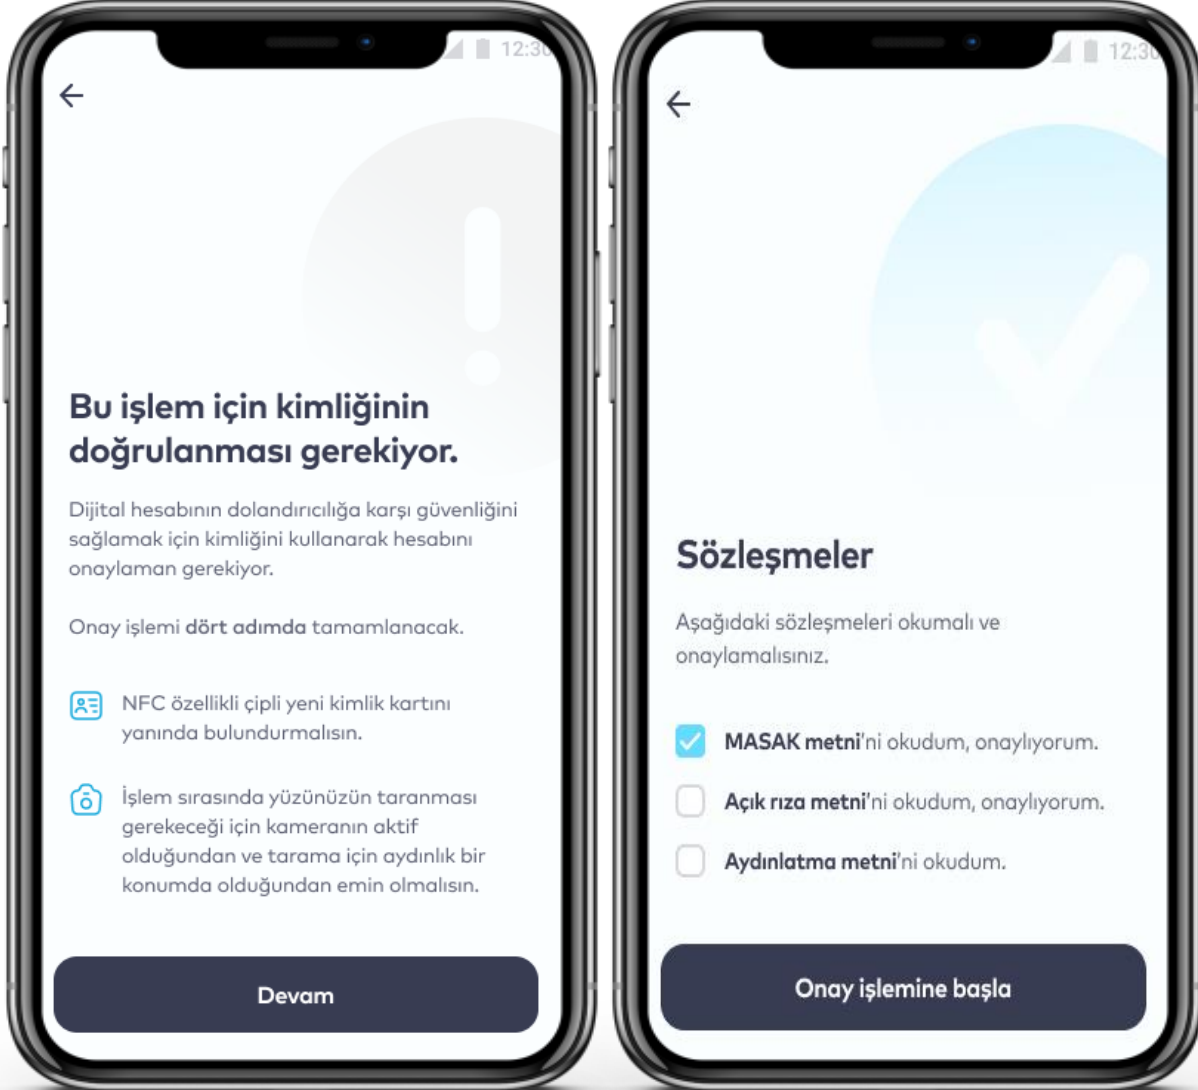 12:30
Bu işlem için kimliğinin
doğrulanması gerekiyor.
Dijital hesabının dolandırıcılığa karşı güvenliğini
sağlamak için kimliğini kullanarak hesabını
onaylaman gerekiyor.
Onay işlemi dört adımda tamamlanacak.
NFC özellikli çipli yeni kimlik kartını
yanında bulundurmalısın.
İşlem sırasında yüzünüzün taranması
gerekeceği için kameranın aktif
olduğundan ve tarama için aydınlık bir
konumda olduğundan emin olmalısın.
Devam
12:30
Sözleşmeler
Aşağıdaki sözleşmeleri okumalı ve
onaylamalısınız.
MASAK metni'ni okudum, onaylıyorum.
Açık rıza metni'ni okudum, onaylıyorum.
Aydınlatma metni'ni okudum.
Onay işlemine başla